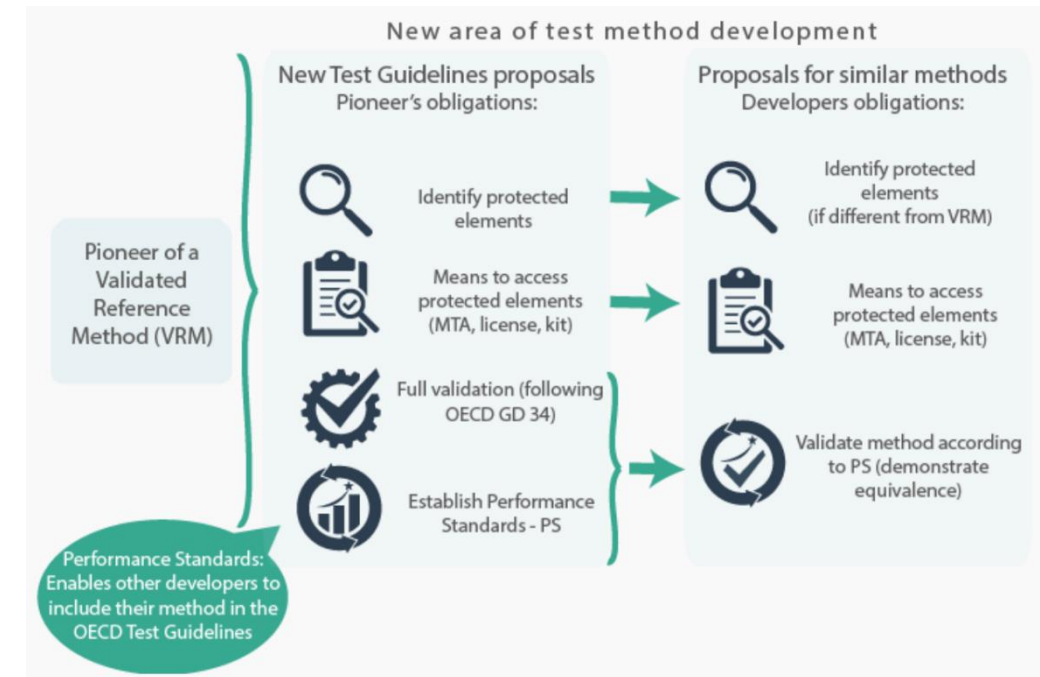 New area of test method development
New Test Guidelines proposals
Pioneer's obligations:
Proposals for similar methods
Developers obligations:
Pioneer of a
Validated
Reference
Method (VRM)
Identify protected
elements
Identify protected
elements
(if different from VRM)
Means to access
protected elements
(MTA, license, kit)
Means to access
protected elements
(MTA, license, kit)
Full validation (following
OECD GD 34)
Establish Performance
Standards - PS
Validate method according
to PS (demonstrate
equivalence)
Performance Standards:
Enables other developers to
include their method in the
OECD Test Guidelines